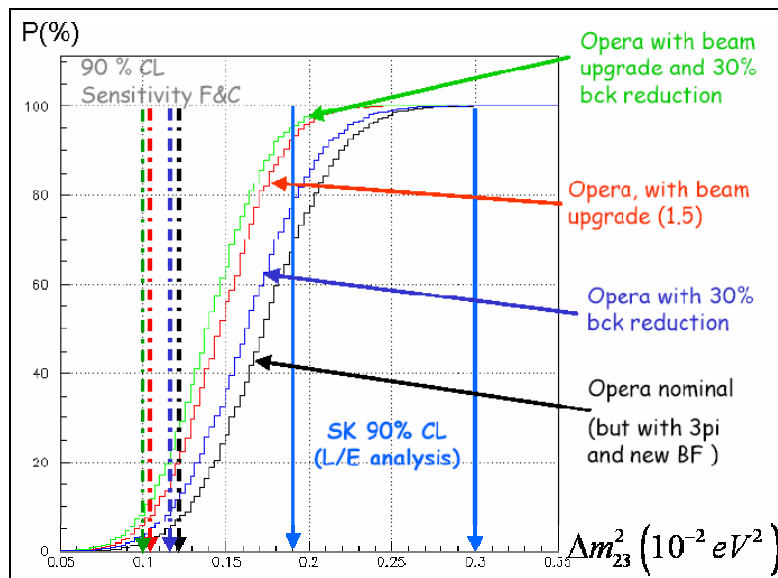 P(%)
90 % CL
Sensitivity F&C
100
80
60
40
20
0
0.05
0.1
0.15
0.2
0.25
0.3
0.35
Δm²₂₃ (10⁻² eV²)
SK 90% CL
(L/E analysis)
Opera with beam
upgrade and 30%
bck reduction
Opera, with beam
upgrade (1.5)
Opera with 30%
bck reduction
Opera nominal
(but with 3pi
and new BF )